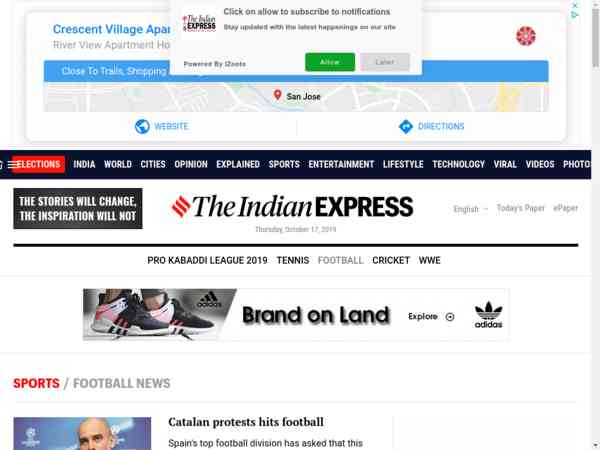 Click on allow to subscribe to notifications
Stay updated with the latest happenings on our site
Powered By iZooto
Allow
Later
The Indian EXPRESS
Crescent Village Apar
River View Apartment Ho
Close To Trails, Shopping
San Jose
WEBSITE
DIRECTIONS
ELECTIONS INDIA WORLD CITIES OPINION EXPLAINED SPORTS ENTERTAINMENT LIFESTYLE TECHNOLOGY VIRAL VIDEOS PHOTOS
THE STORIES WILL CHANGE,
THE INSPIRATION WILL NOT
The Indian EXPRESS
Thursday, October 17, 2019
English Today's Paper ePaper
PRO KABADDI LEAGUE 2019 TENNIS FOOTBALL CRICKET WWE
adidas
Brand on Land
Explore
adidas
SPORTS / FOOTBALL NEWS
Catalan protests hits football
Spain's top football division has asked that this